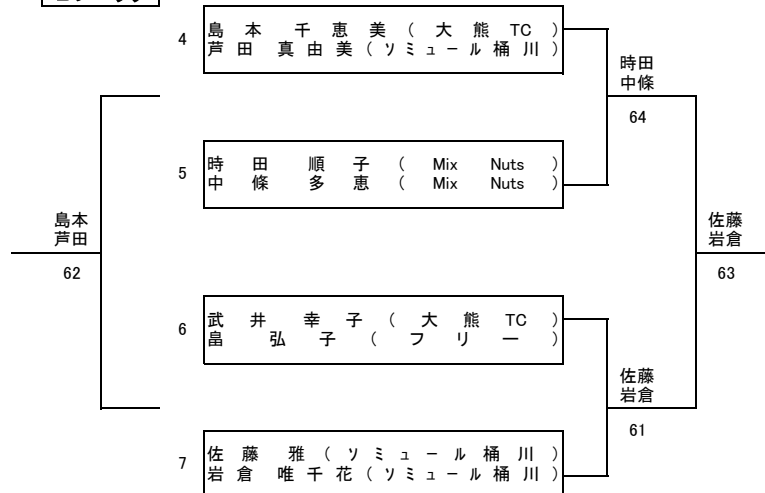 4
島本千恵美(大熊TC)
芦田真由美(ソミュール桶川)
時田
中條
64
5
時田順子(Mix Nuts)
中條多恵(Mix Nuts)
島本
芦田
62
佐藤
岩倉
63
6
武井幸子(大熊TC)
畠弘子(フリー)
佐藤
岩倉
61
7
佐藤雅(ソミュール桶川)
岩倉唯千花(ソミュール桶川)